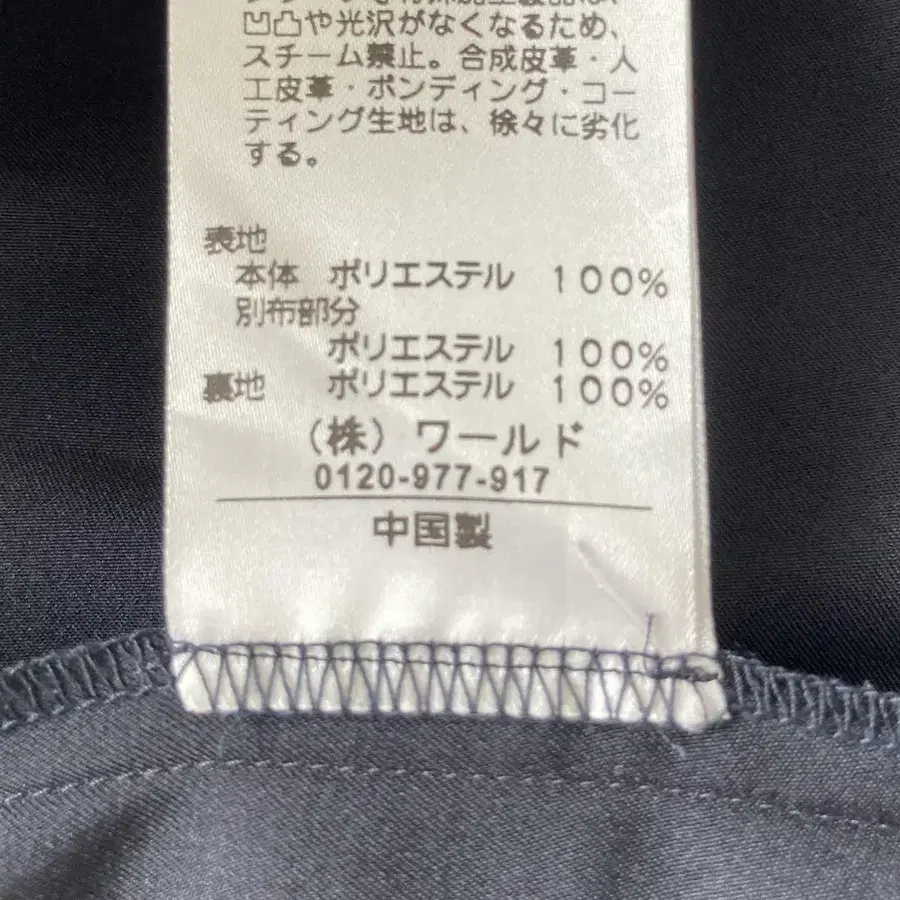 凹凸や光沢がなくなるため、
スチーム禁止。合成皮革・人
工皮革・ボンディング・コー
ティング生地は、徐々に劣化
する。
表地
本体 ポリエステル 100%
別布部分
ポリエステル 100%
裏地 ポリエステル 100%
(株) ワールド
0120-977-917
中国製